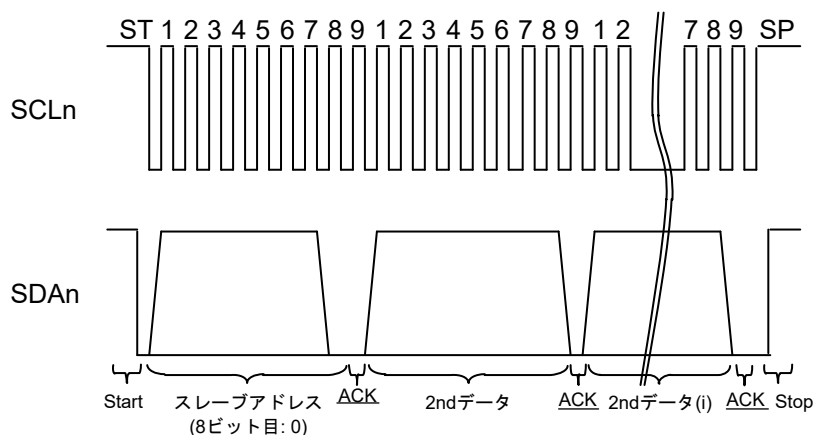 ST 1 2 3 4 5 6 7 8 9 1 2 3 4 5 6 7 8 9 1 2 7 8 9 SP
SCLn
SDAn
Start スレーブアドレス ACK 2ndデータ ACK 2ndデータ(i) ACK Stop
(8ビット目: 0)